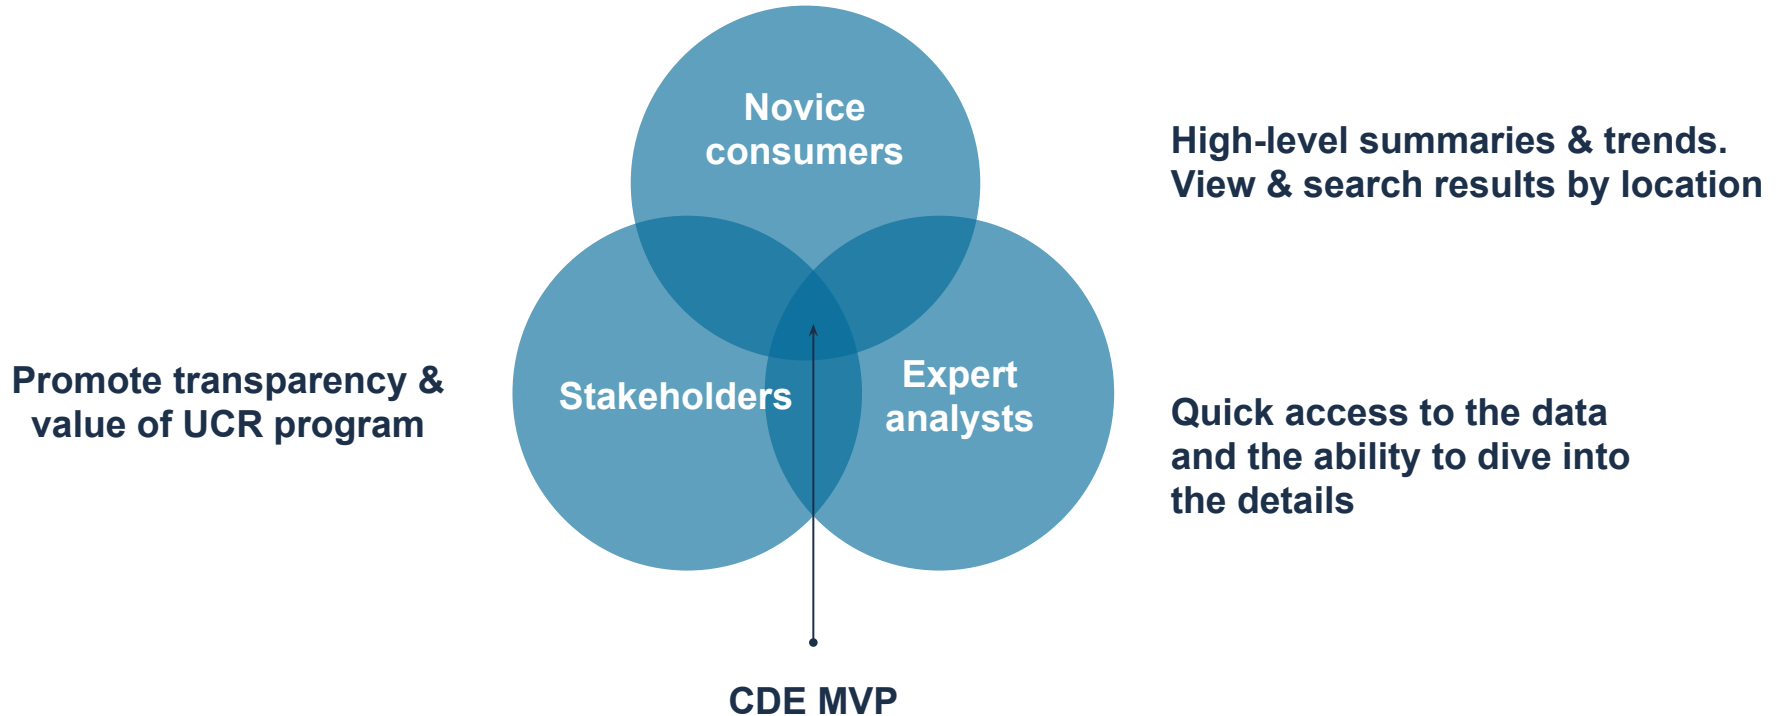 Novice
consumers
High-level summaries & trends.
View & search results by location
Promote transparency &
value of UCR program
Stakeholders
Expert
analysts
Quick access to the data
and the ability to dive into
the details
CDE MVP